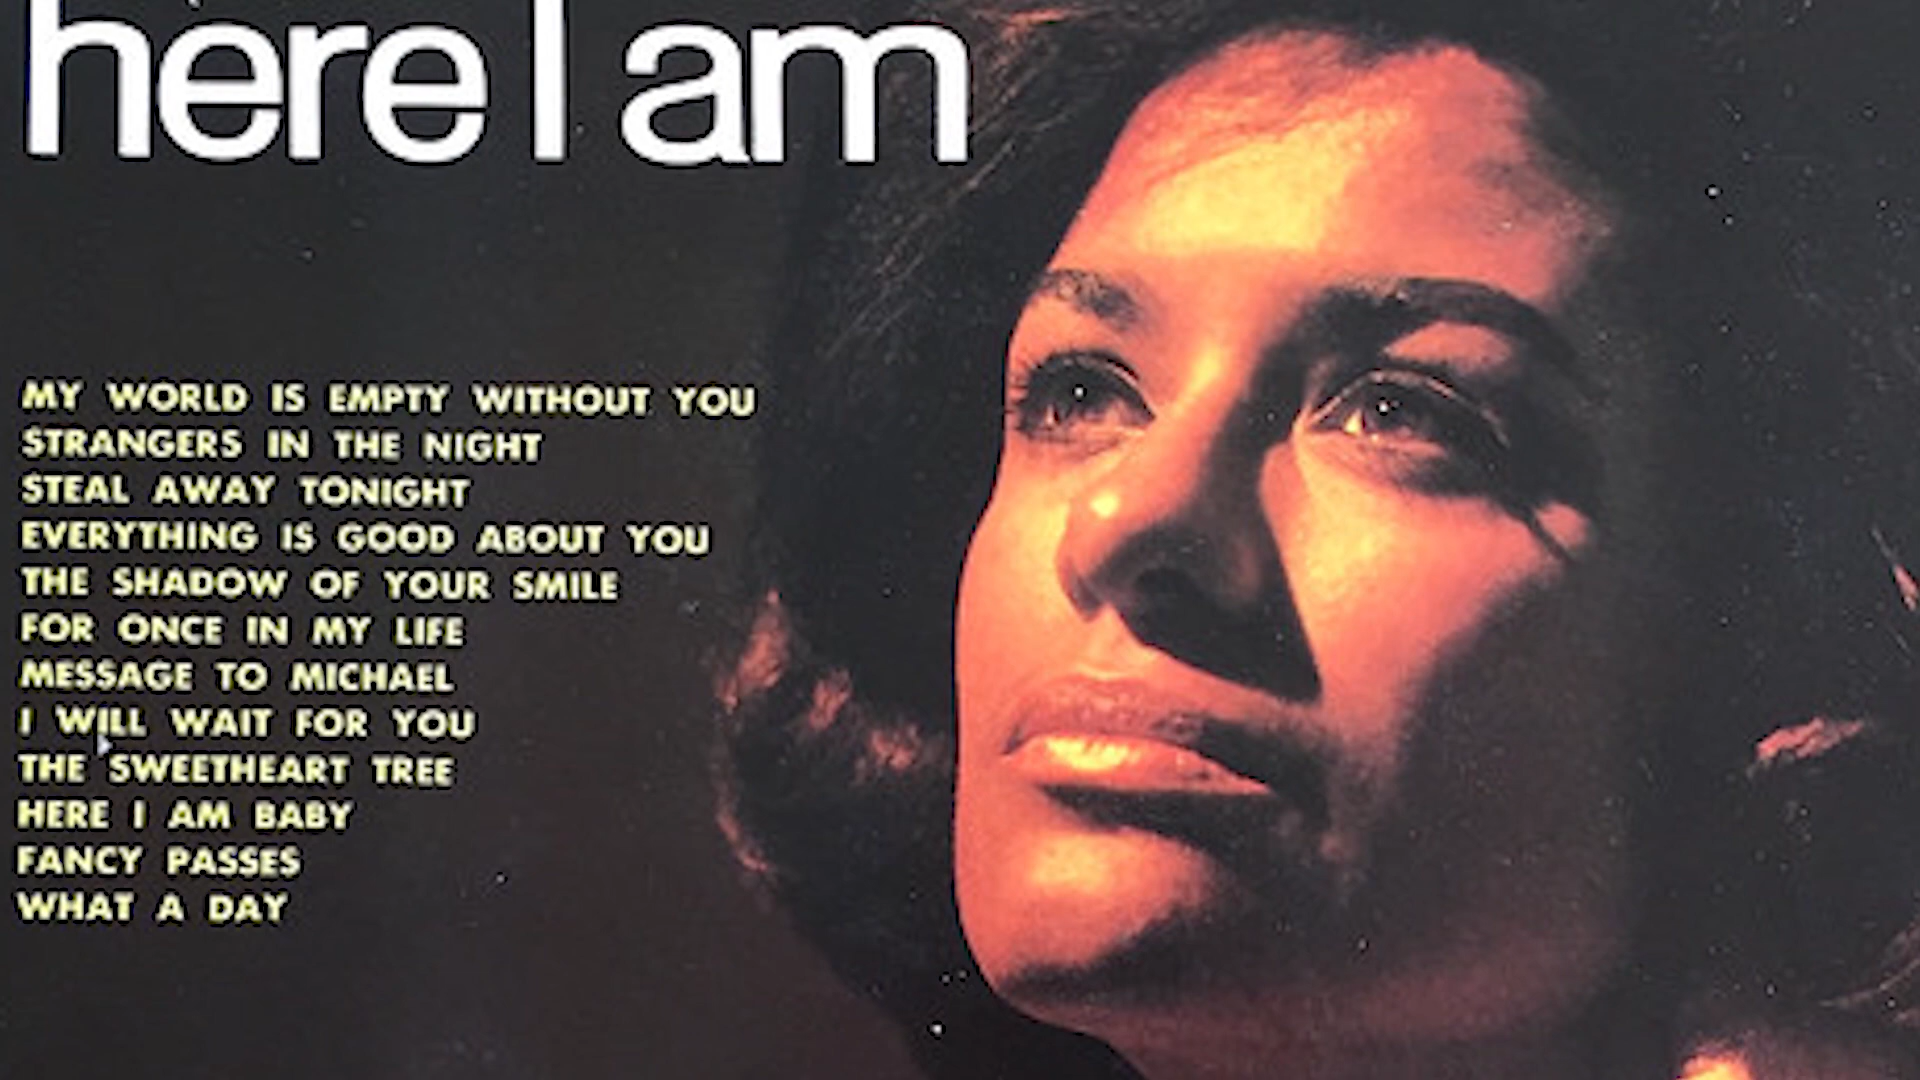 here I am
MY WORLD IS EMPTY WITHOUT YOU
STRANGERS IN THE NIGHT
STEAL AWAY TONIGHT
EVERYTHING IS GOOD ABOUT YOU
THE SHADOW OF YOUR SMILE
FOR ONCE IN MY LIFE
MESSAGE TO MICHAEL
I WILL WAIT FOR YOU
THE SWEETHEART TREE
HERE I AM BABY
FANCY PASSES
WHAT A DAY